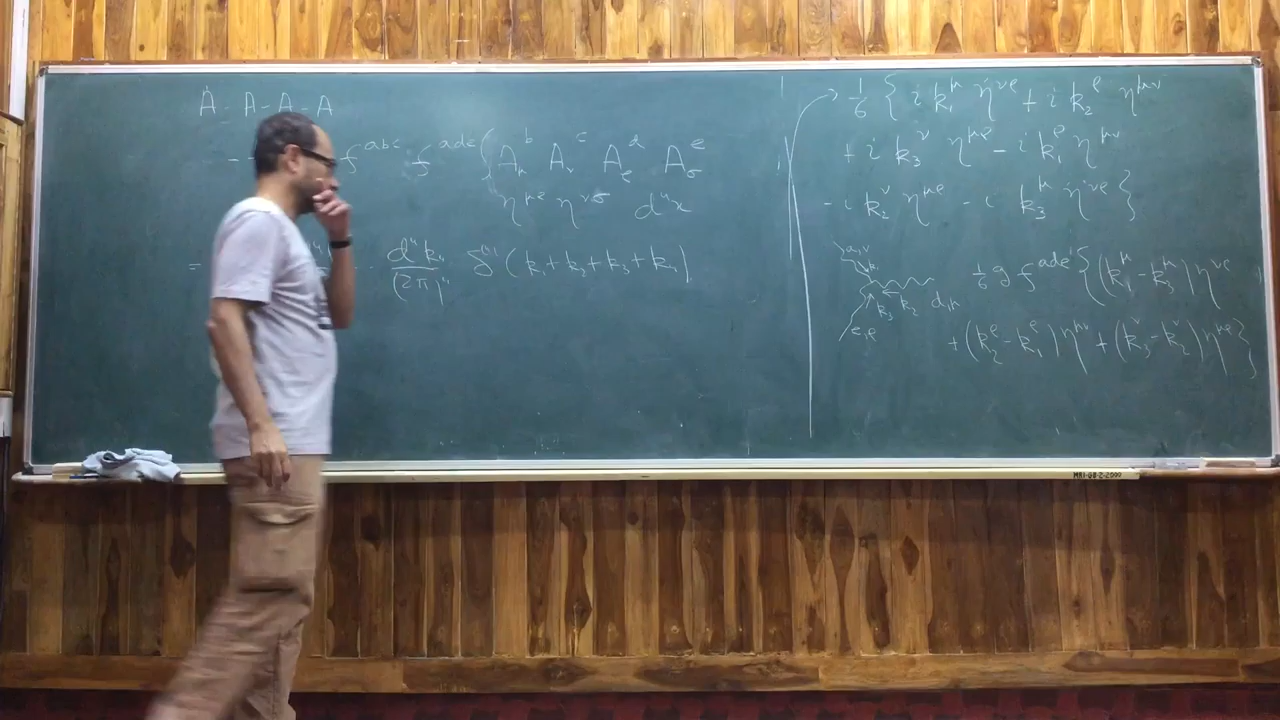 A - A - A - A
f^{abc} f^{ade} { A_μ^b A_ν^c A_ρ^d A_σ^e
η^{μρ} η^{νσ} d^4x
= d^4k_4/(2π)^4 δ^{(4)}(k_1+k_2+k_3+k_4)
1/6 { i k_1^μ η^{νρ} + i k_2^ρ η^{μν}
+ i k_3^ν η^{μρ} - i k_1^ρ η^{μν}
- i k_2^ν η^{μρ} - i k_3^μ η^{νρ} }
a,ν
k_1
k_3 k_2 d,μ
e,ρ
1/6 g f^{ade} { (k_1^μ - k_3^μ) η^{νρ}
+ (k_2^ρ - k_1^ρ) η^{μν} + (k_3^ν - k_2^ν) η^{μρ} }